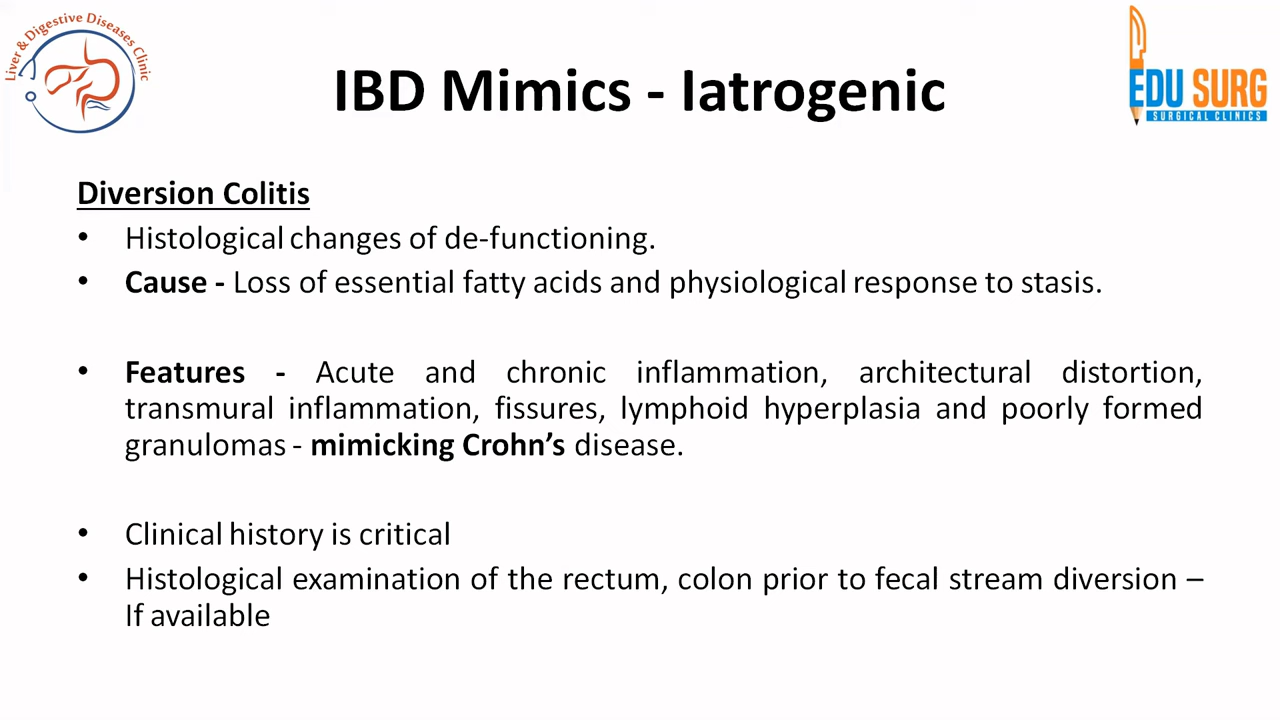 Liver & Digestive Diseases Clinic
EDU SURG
SURGICAL CLINICS
IBD Mimics - Iatrogenic
Diversion Colitis
• Histological changes of de-functioning.
• Cause - Loss of essential fatty acids and physiological response to stasis.
• Features - Acute and chronic inflammation, architectural distortion,
transmural inflammation, fissures, lymphoid hyperplasia and poorly formed
granulomas - mimicking Crohn’s disease.
• Clinical history is critical
• Histological examination of the rectum, colon prior to fecal stream diversion –
If available